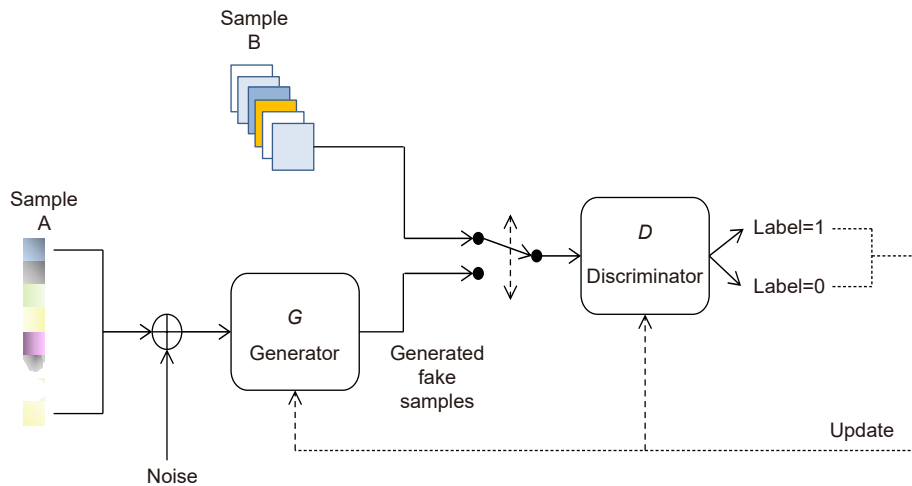 Sample
B
Sample
A
D
Discriminator
Label=1
Label=0
G
Generator
Generated
fake
samples
Update
Noise